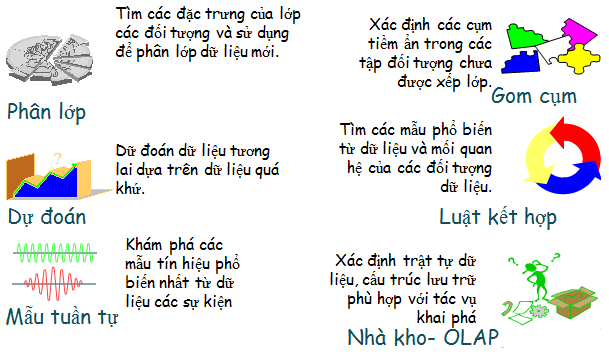 Tìm các đặc trưng của lớp
các đối tượng và sử dụng
để phân lớp dữ liệu mới.
Phân lớp
Xác định các cụm
tiềm ẩn trong các
tập đối tượng chưa
được xếp lớp.
Gom cụm
Dữ đoán dữ liệu tương
lai dựa trên dữ liệu quá
khứ.
Dự đoán
Tìm các mẫu phổ biến
từ dữ liệu và mối quan
hệ của các đối tượng
dữ liệu.
Luật kết hợp
Khám phá các
mẫu tín hiệu phổ
biến nhất từ dữ
liệu các sự kiện
Mẫu tuần tự
Xác định trật tự dữ
liệu, cấu trúc lưu trữ
phù hợp với tác vụ
khai phá
Nhà kho- OLAP